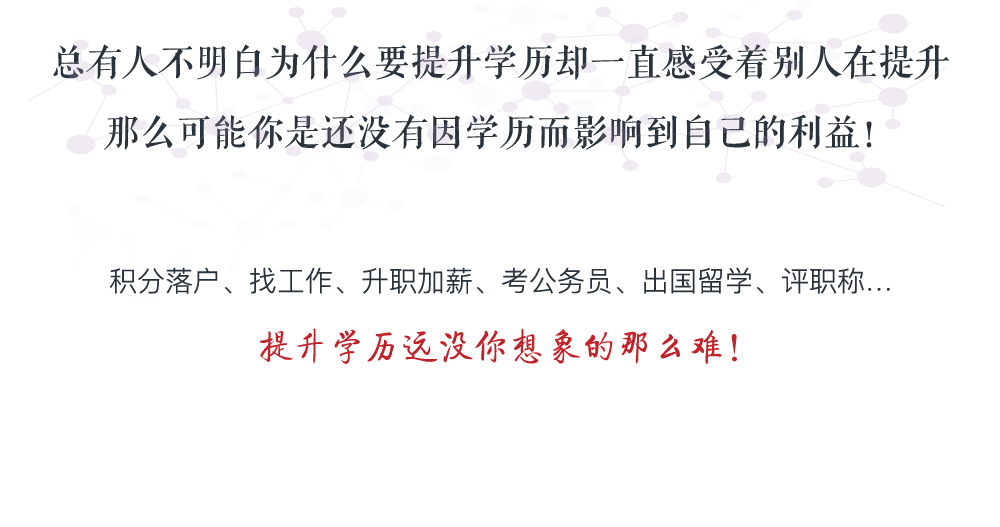 总有人不明白为什么要提升学历却一直感受着别人在提升
那么可能你是还没有因学历而影响到自己的利益!
积分落户、找工作、升职加薪、考公务员、出国留学、评职称...
提升学历远没你想象的那么难!